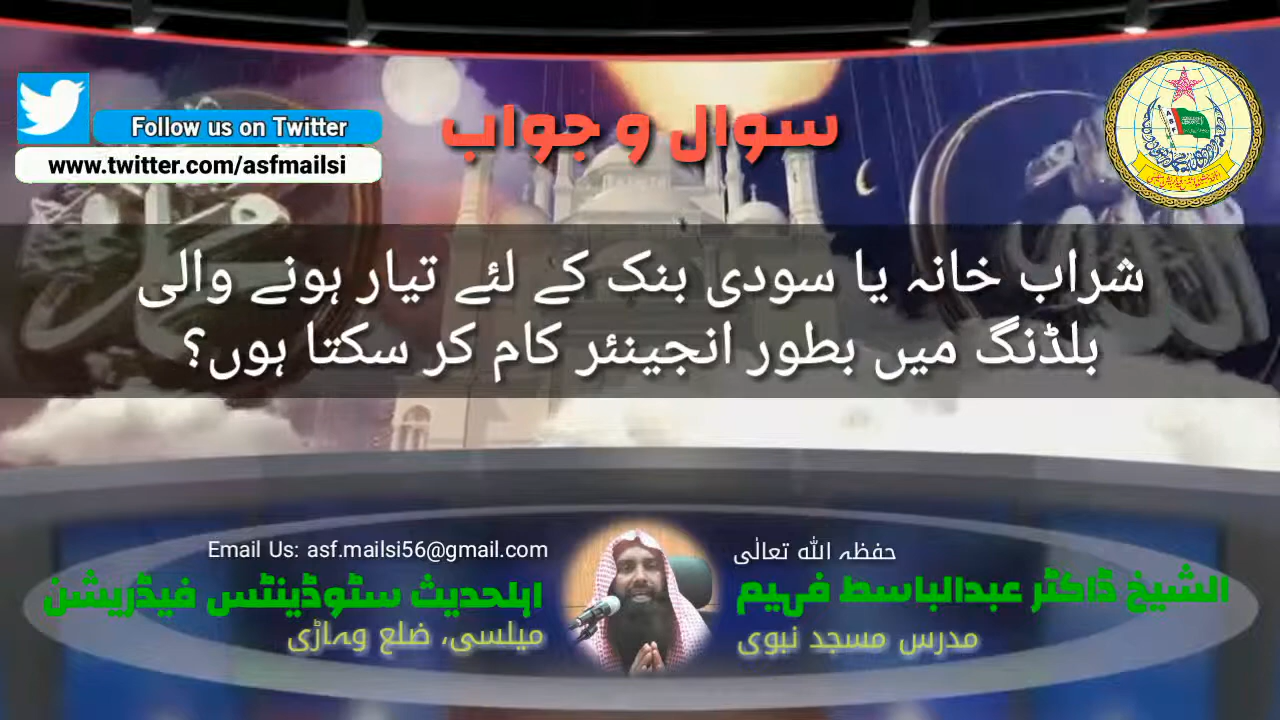 سوال و جواب
Follow us on Twitter
www.twitter.com/asfmailsi
شراب خانہ یا سودی بنک کے لئے تیار ہونے والی
بلڈنگ میں بطور انجینئر کام کر سکتا ہوں؟
حفظہ اللہ تعالٰی
الشیخ ڈاکٹر عبدالباسط فہیم
مدرس مسجد نبوی
Email Us: asf.mailsi56@gmail.com
اہلحدیث سٹوڈینٹس فیڈریشن
میلسی، ضلع وہاڑی